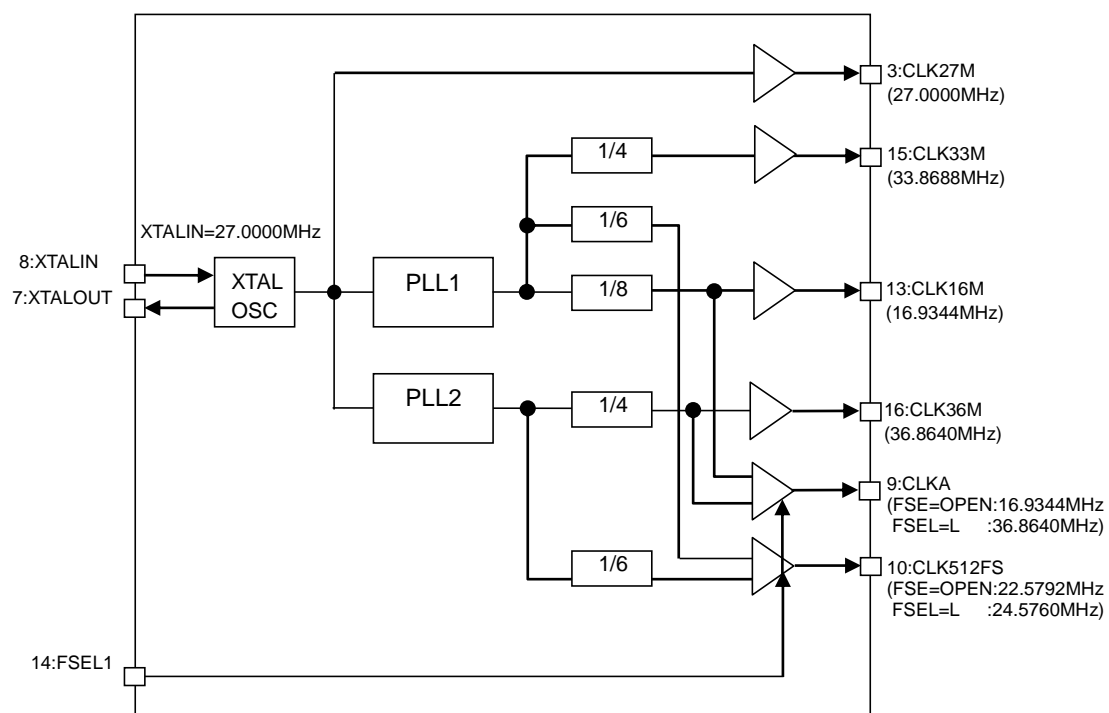 3:CLK27M
(27.0000MHz)
1/4
15:CLK33M
(33.8688MHz)
XTALIN=27.0000MHz
1/6
8:XTALIN
7:XTALOUT
XTAL
OSC
PLL1
1/8
13:CLK16M
(16.9344MHz)
PLL2
1/4
16:CLK36M
(36.8640MHz)
9:CLKA
(FSE=OPEN:16.9344MHz
FSEL=L :36.8640MHz)
1/6
10:CLK512FS
(FSE=OPEN:22.5792MHz
FSEL=L :24.5760MHz)
14:FSEL1